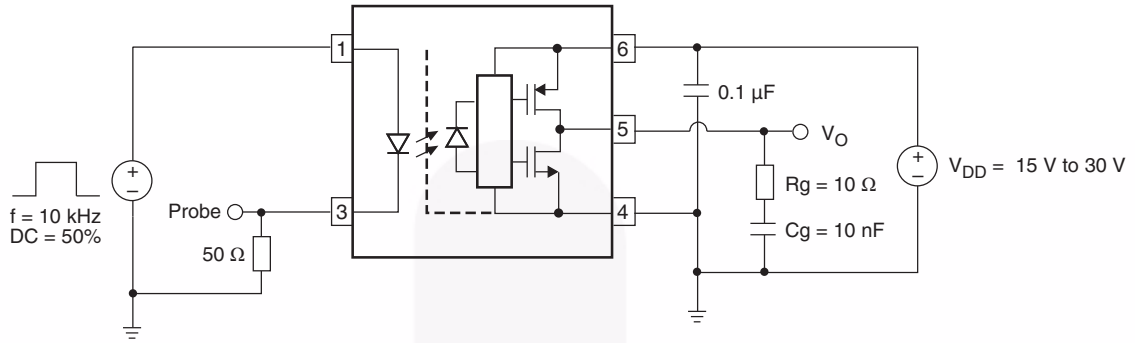 1
6
0.1 µF
5
V_O
+
–
+
–
V_DD = 15 V to 30 V
Rg = 10 Ω
f = 10 kHz
DC = 50%
Probe
3
4
Cg = 10 nF
50 Ω